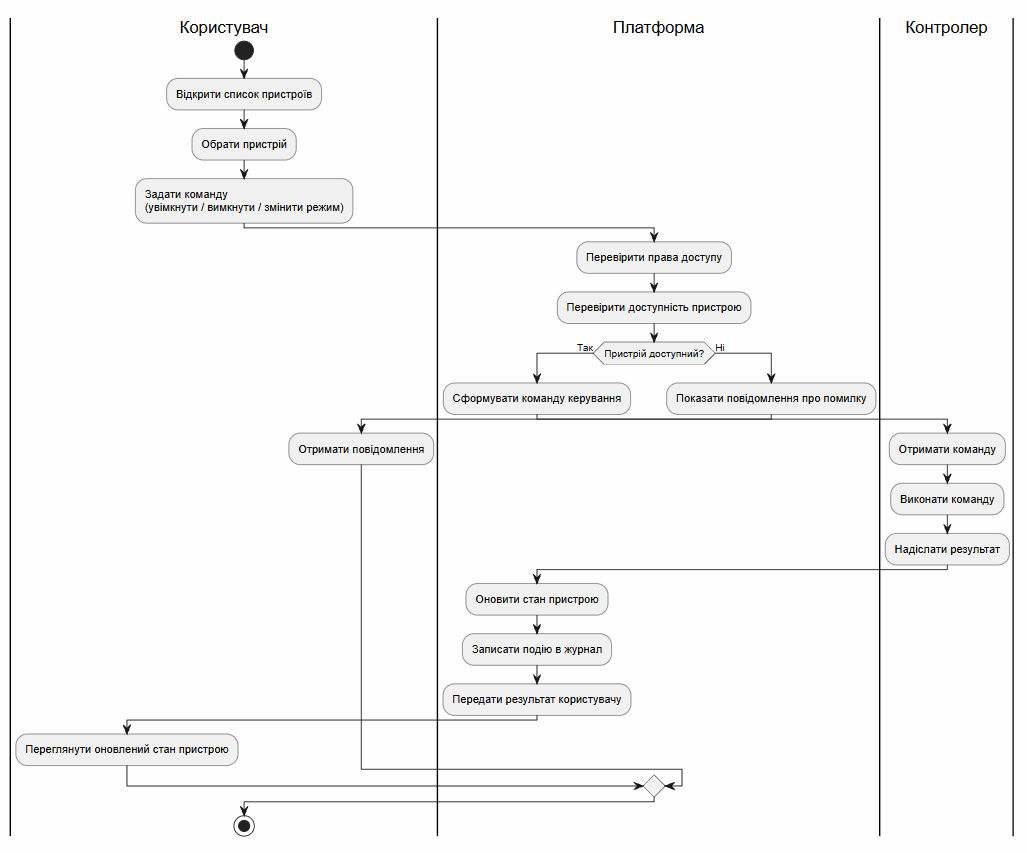 Користувач
Платформа
Контролер
Відкрити список пристроїв
Обрати пристрій
Задати команду
(увімкнути / вимкнути / змінити режим)
Перевірити права доступу
Перевірити доступність пристрою
Так
Пристрій доступний?
Ні
Сформувати команду керування
Показати повідомлення про помилку
Отримати повідомлення
Отримати команду
Виконати команду
Надіслати результат
Оновити стан пристрою
Записати подію в журнал
Передати результат користувачу
Переглянути оновлений стан пристрою